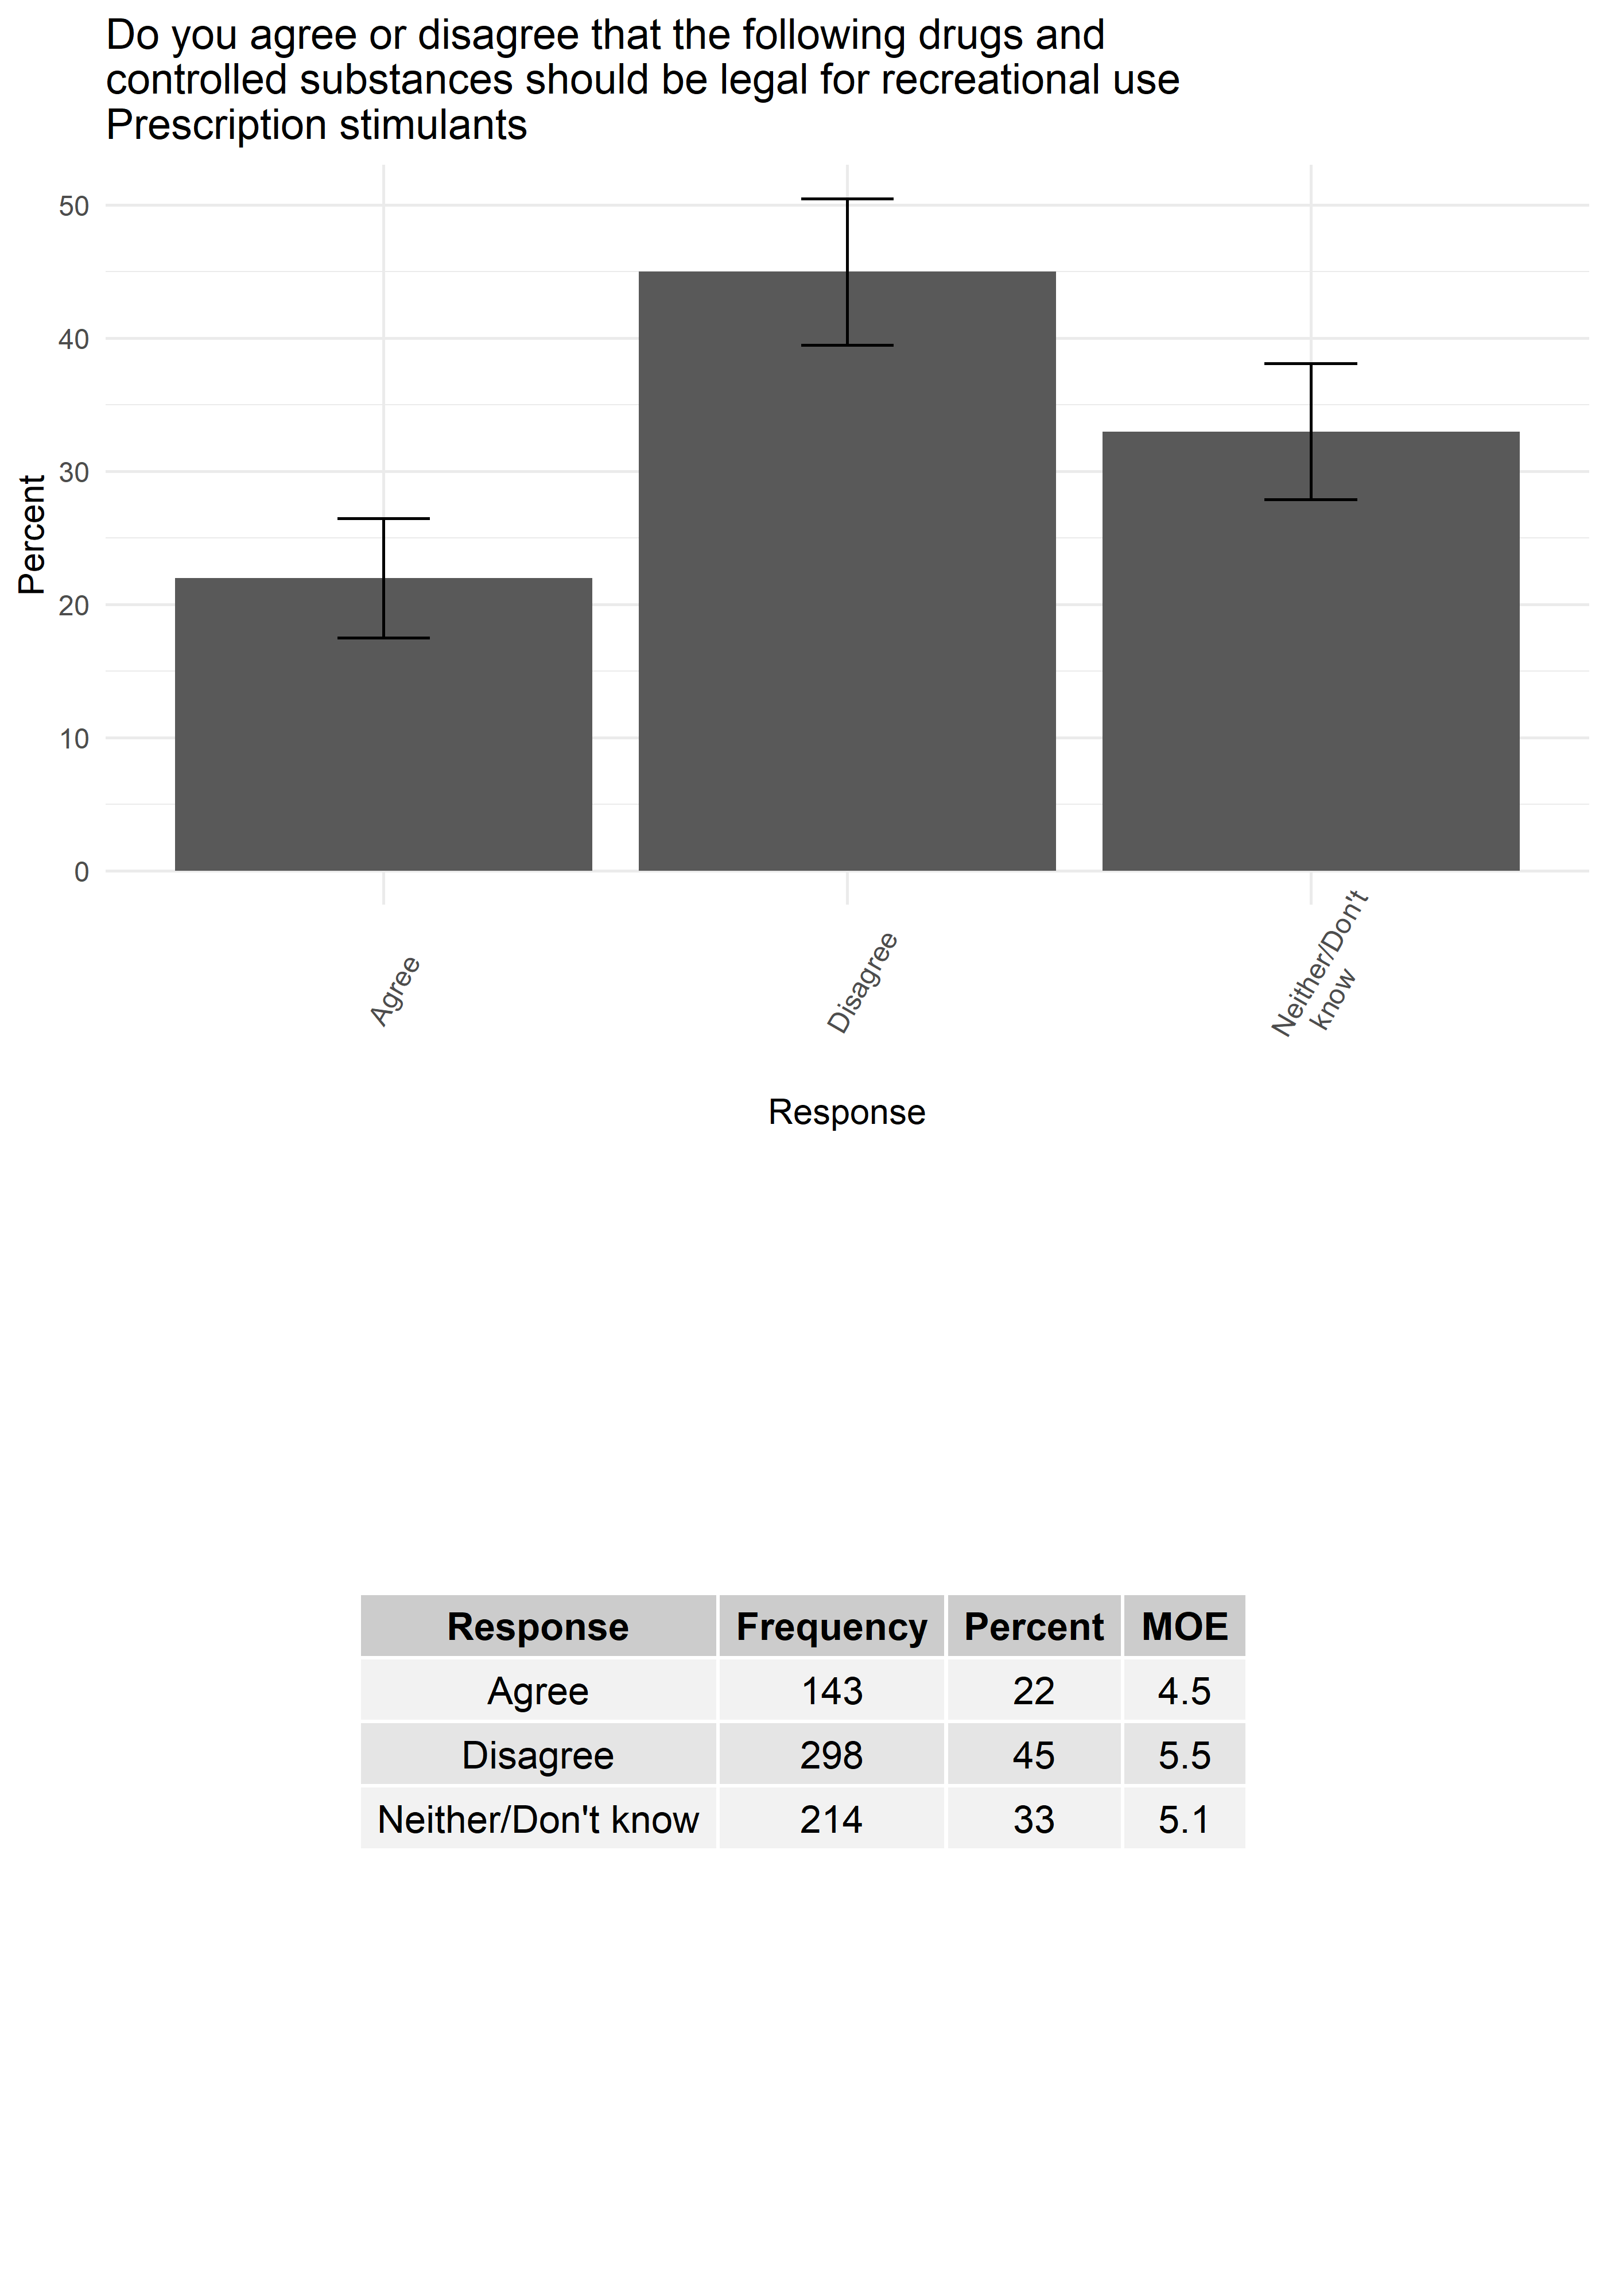 Do you agree or disagree that the following drugs and
controlled substances should be legal for recreational use
Prescription stimulants
50
40
30
20
10
0
Percent
Agree
Disagree
Neither/Don't
know
Response
Response Frequency Percent MOE
Agree 143 22 4.5
Disagree 298 45 5.5
Neither/Don't know 214 33 5.1